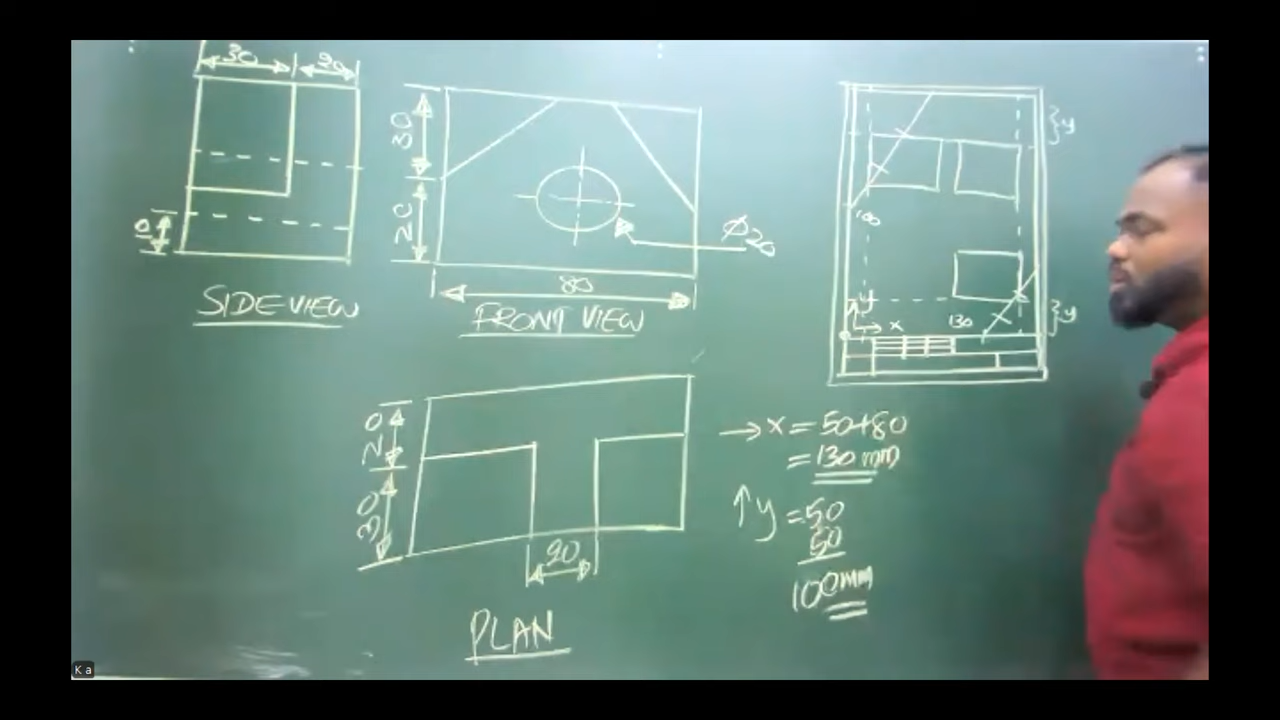 30 20
10
SIDE VIEW
30
20
Ø20
80
FRONT VIEW
20
30
20
PLAN
y
100
y
x
130
y
→ x = 50+80
= 130 mm
↑ y = 50
50
100mm
K a